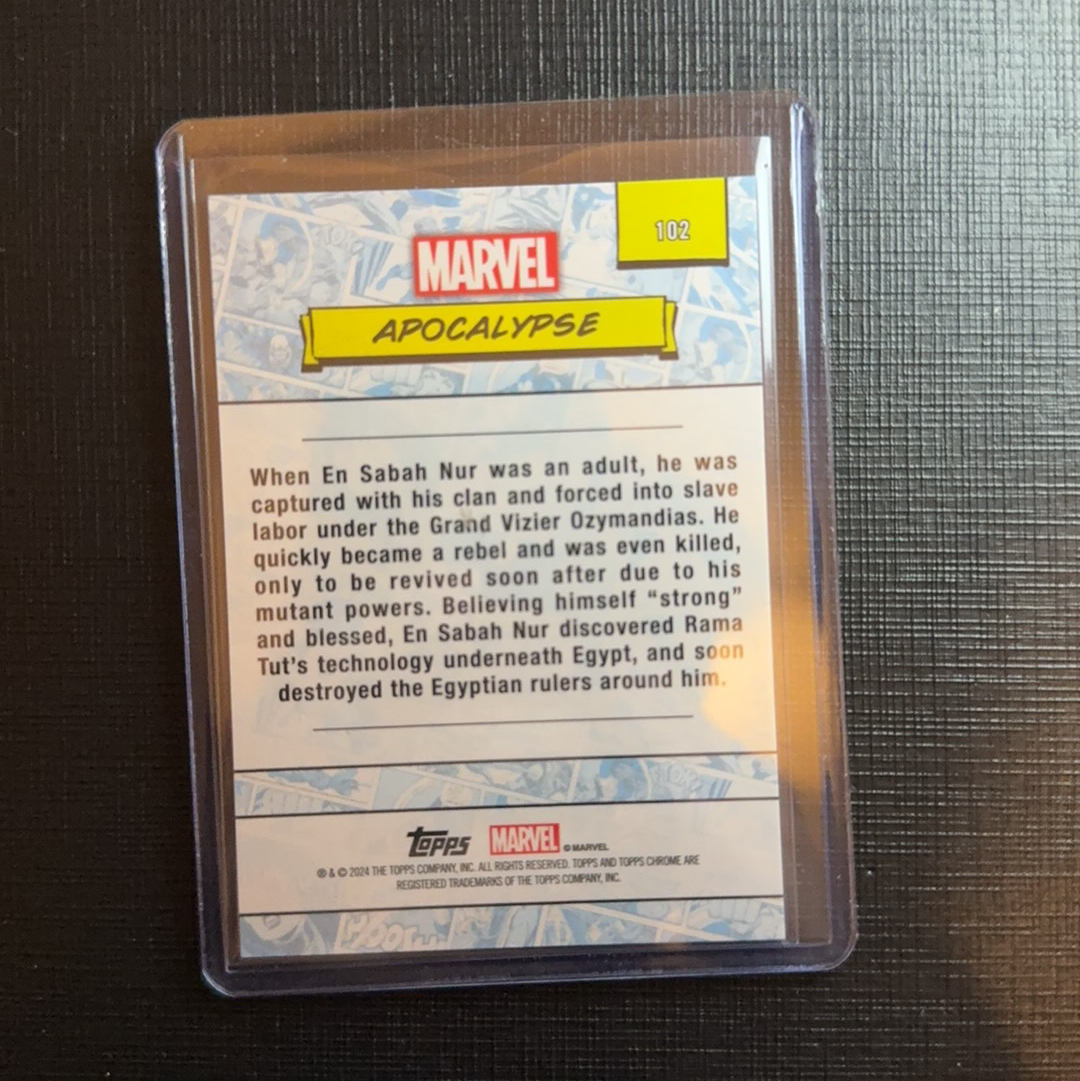 102
MARVEL
APOCALYPSE
When En Sabah Nur was an adult, he was
captured with his clan and forced into slave
labor under the Grand Vizier Ozymandias. He
quickly became a rebel and was even killed,
only to be revived soon after due to his
mutant powers. Believing himself “strong”
and blessed, En Sabah Nur discovered Rama
Tut’s technology underneath Egypt, and soon
destroyed the Egyptian rulers around him.
Topps MARVEL © MARVEL
® & © 2024 THE TOPPS COMPANY, INC. ALL RIGHTS RESERVED. TOPPS AND TOPPS CHROME ARE
REGISTERED TRADEMARKS OF THE TOPPS COMPANY, INC.